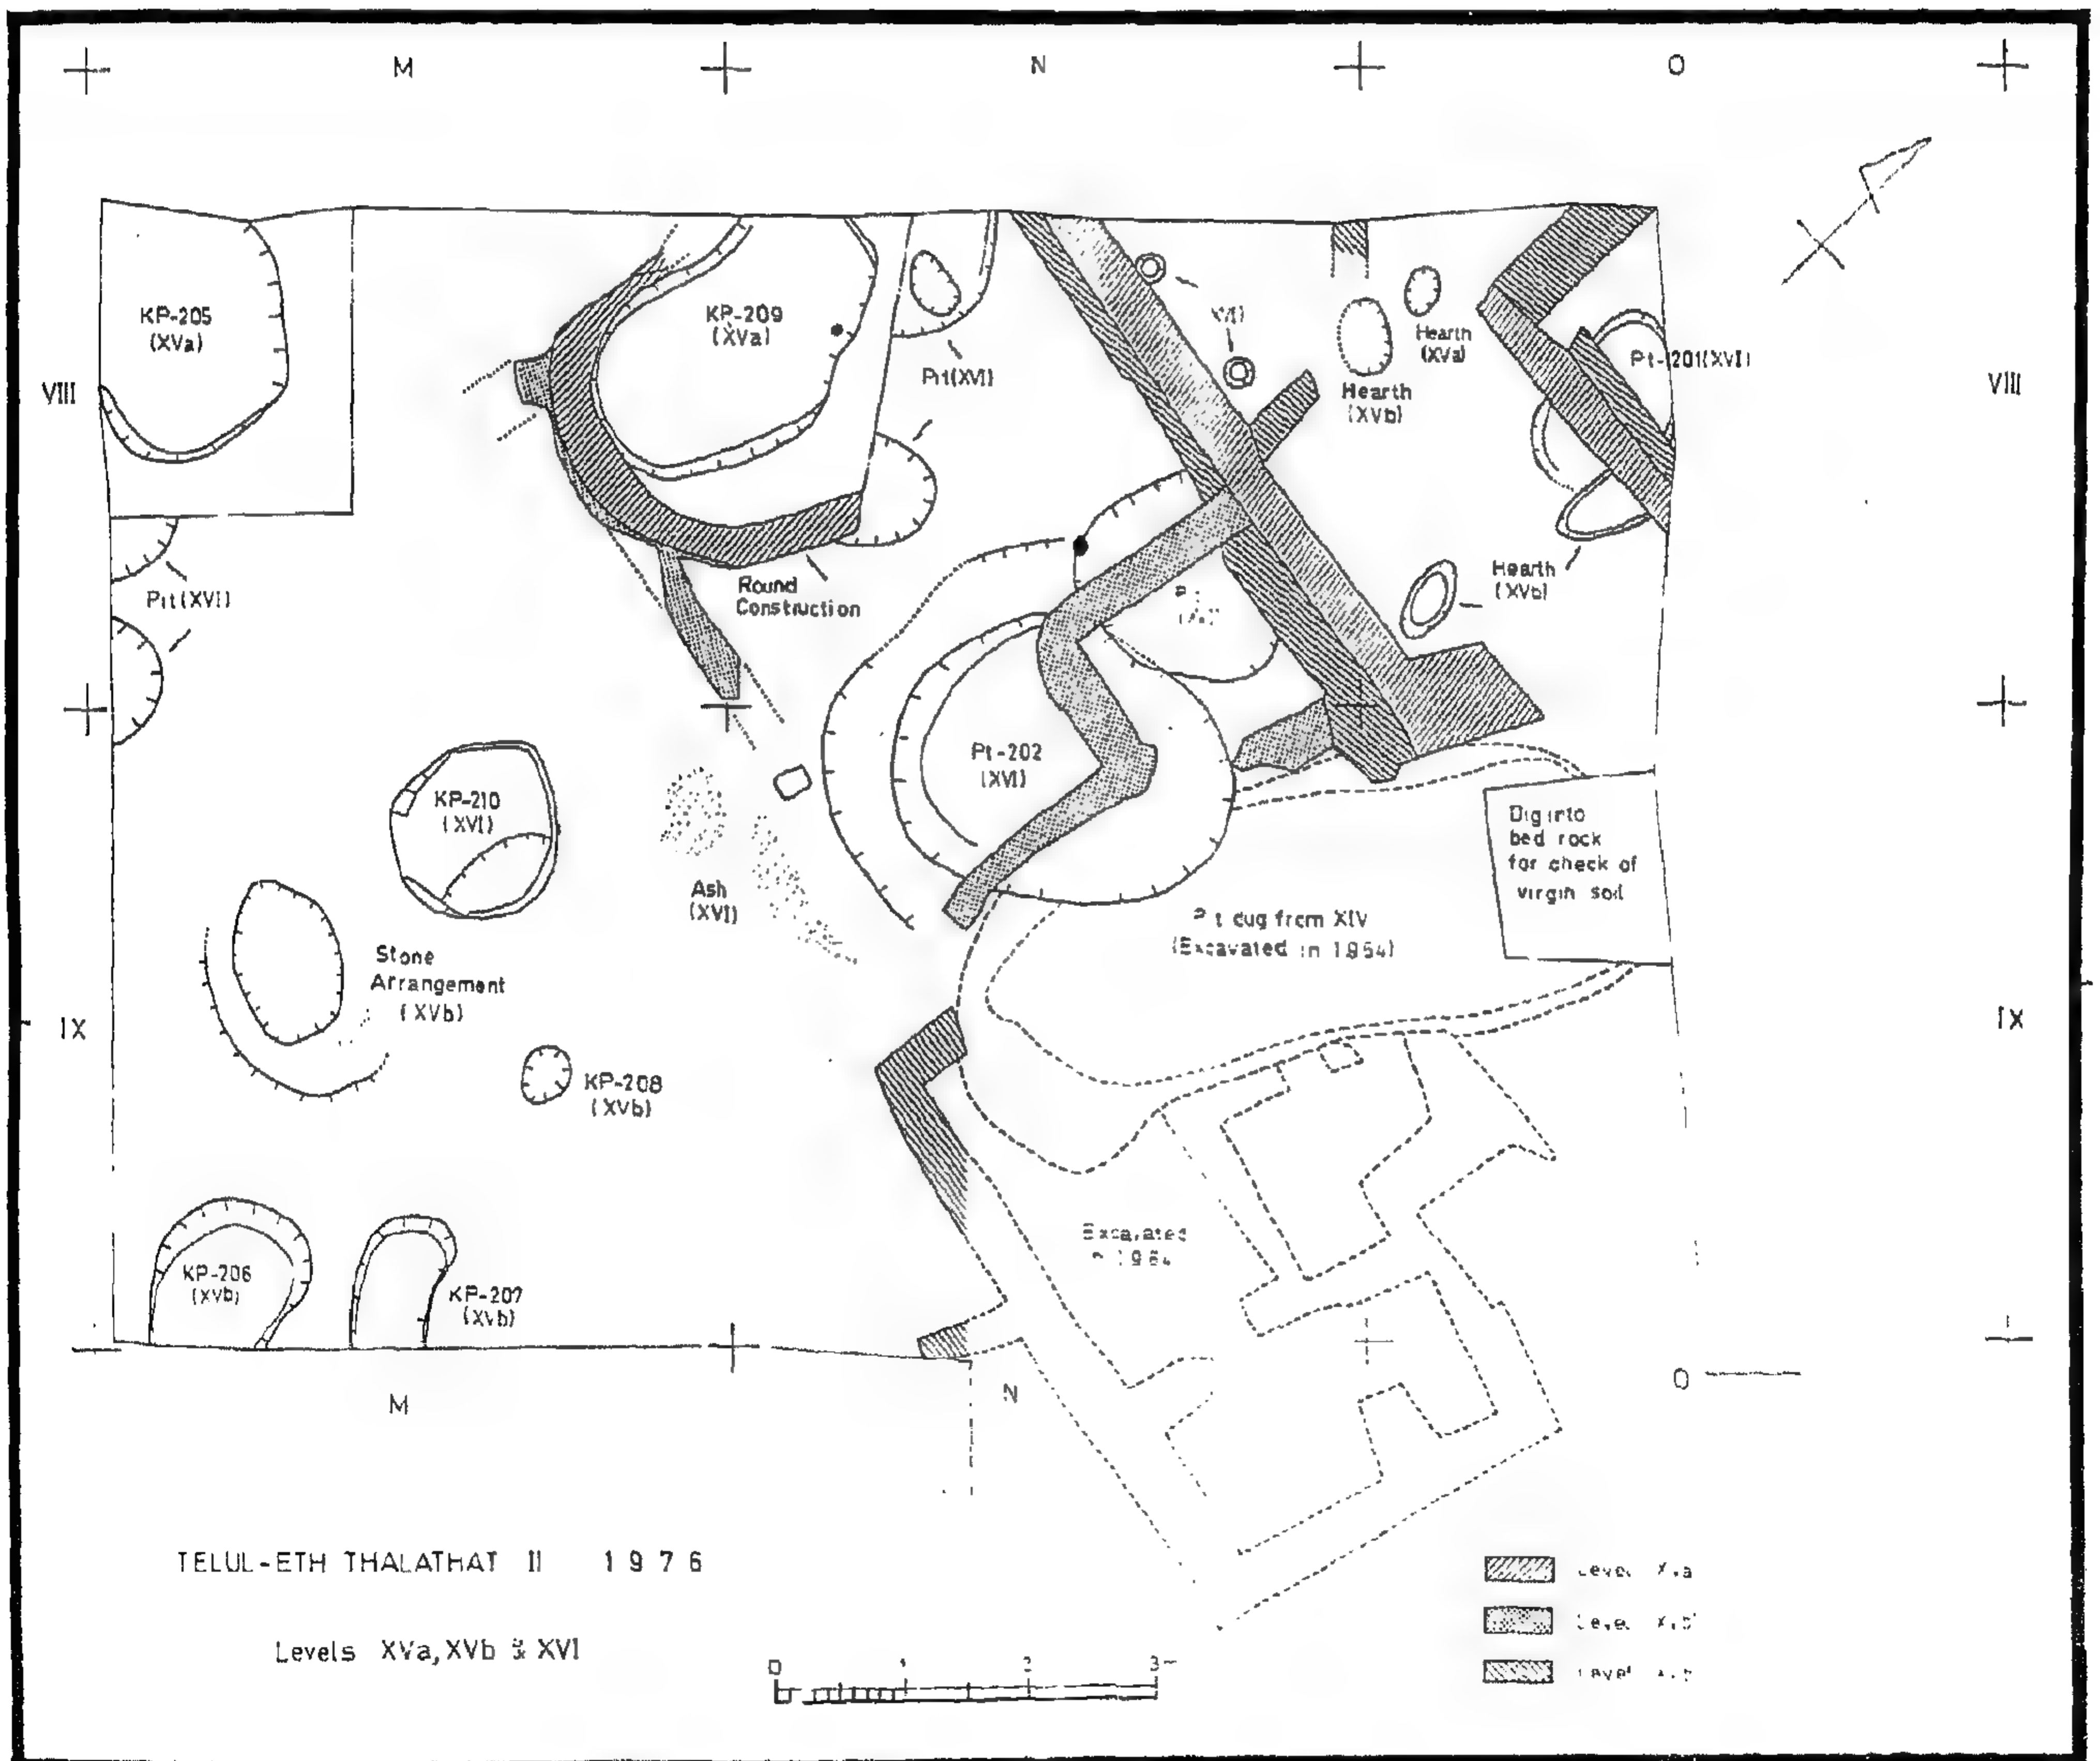 M N O
KP-205
(XVa)
KP-209
(XVa)
Pit(XVI)
XVI
Hearth
(XVa)
Hearth
(XVb)
Pt-201(XVI)
VIII VIII
Round
Construction
Pit(XVI)
Hearth
(XVb)
Pt-202
(XVI)
KP-210
(XVI)
Ash
(XVI)
Dig into
bed rock
for check of
virgin soil
Pit dug from XIV
(Excavated in 1964)
Stone
Arrangement
(XVb)
IX IX
KP-208
(XVb)
Excavated
in 1964
KP-206
(XVb)
KP-207
(XVb)
M N O
TELUL-ETH THALATHAT II 1976
Levels XVa, XVb & XVI
0 1 2 3
Level
Level
Level